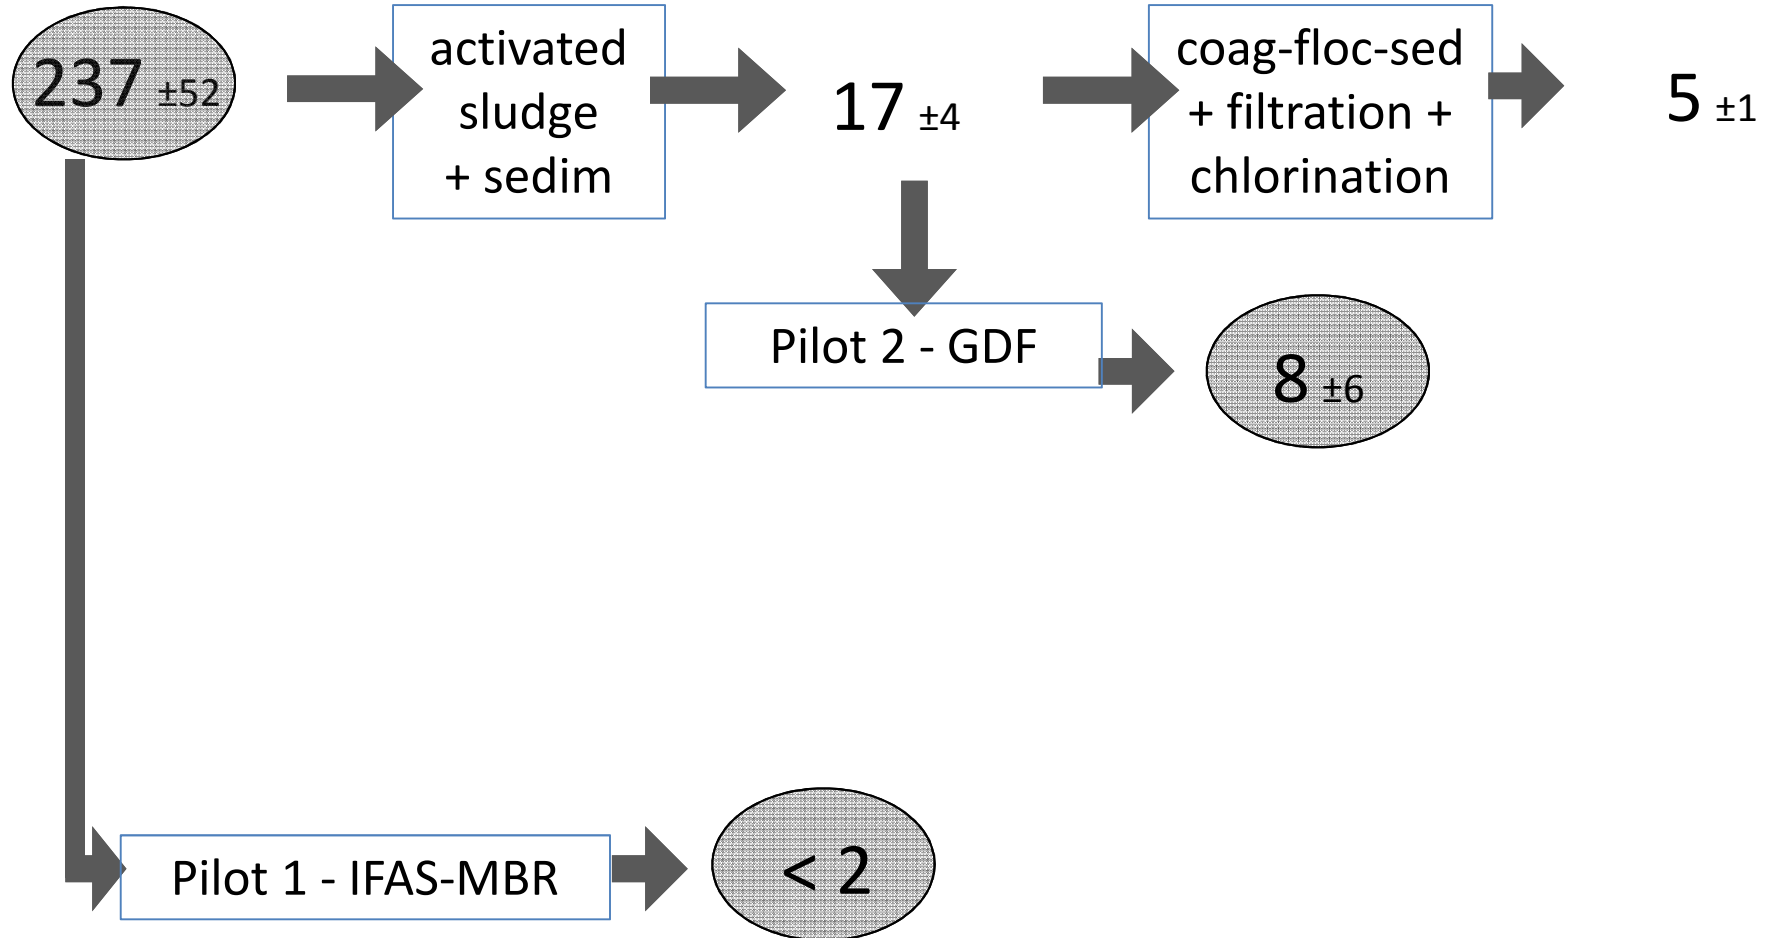 237 ±52
activated
sludge
+ sedim
17 ±4
coag-floc-sed
+ filtration +
chlorination
5 ±1
Pilot 2 - GDF
8 ±6
Pilot 1 - IFAS-MBR
< 2